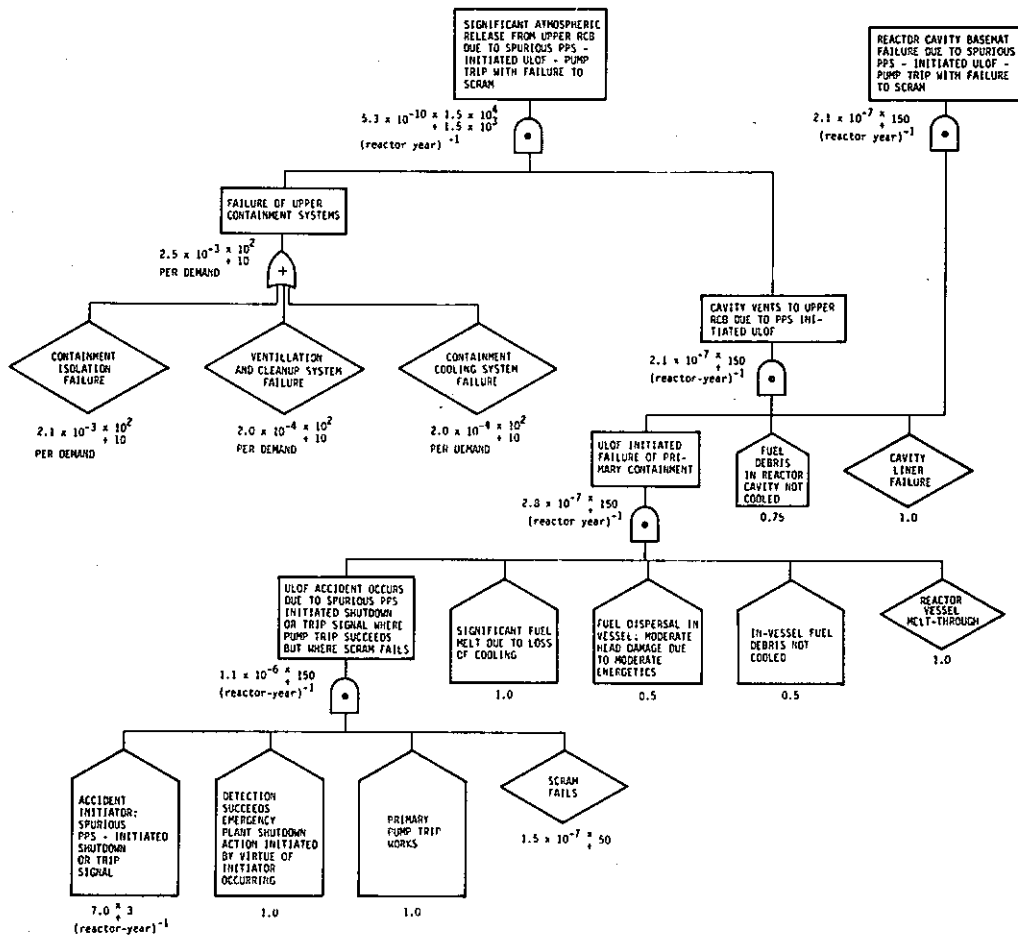 SIGNIFICANT ATMOSPHERIC
RELEASE FROM UPPER RCB
DUE TO SPURIOUS PPS -
INITIATED ULOF - PUMP
TRIP WITH FAILURE TO
SCRAM
REACTOR CAVITY BASEMAT
FAILURE DUE TO SPURIOUS
PPS - INITIATED ULOF -
PUMP TRIP WITH FAILURE
TO SCRAM
5.3 x 10⁻¹⁰ x/÷ 1.5 x 10⁴
1.5 x 10³
(reactor year)⁻¹
2.1 x 10⁻⁷ x/÷ 150
(reactor year)⁻¹
FAILURE OF UPPER
CONTAINMENT SYSTEMS
2.5 x 10⁻³ x 10²
÷ 10
PER DEMAND
+
CAVITY VENTS TO UPPER
RCB DUE TO PPS INI-
TIATED ULOF
2.1 x 10⁻⁷ x/÷ 150
(reactor-year)⁻¹
CONTAINMENT
ISOLATION
FAILURE
VENTILLATION
AND CLEANUP SYSTEM
FAILURE
CONTAINMENT
COOLING SYSTEM
FAILURE
2.1 x 10⁻³ x 10²
÷ 10
PER DEMAND
2.0 x 10⁻⁴ x 10²
÷ 10
PER DEMAND
2.0 x 10⁻⁴ x 10²
÷ 10
PER DEMAND
ULOF INITIATED
FAILURE OF PRI-
MARY CONTAINMENT
FUEL
DEBRIS
IN REACTOR
CAVITY NOT
COOLED
0.75
CAVITY
LINER
FAILURE
1.0
2.8 x 10⁻⁷ x/÷ 150
(reactor year)⁻¹
ULOF ACCIDENT OCCURS
DUE TO SPURIOUS PPS
INITIATED SHUTDOWN
OR TRIP SIGNAL WHERE
PUMP TRIP SUCCEEDS
BUT WHERE SCRAM FAILS
SIGNIFICANT FUEL
MELT DUE TO LOSS
OF COOLING
1.0
FUEL DISPERSAL IN
VESSEL; MODERATE
HEAD DAMAGE DUE
TO MODERATE
ENERGETICS
0.5
IN-VESSEL FUEL
DEBRIS NOT
COOLED
0.5
REACTOR
VESSEL
MELT-THROUGH
1.0
1.1 x 10⁻⁶ x/÷ 150
(reactor-year)⁻¹
ACCIDENT
INITIATOR;
SPURIOUS
PPS - INITIATED
SHUTDOWN
OR TRIP
SIGNAL
7.0 x/÷ 3
(reactor-year)⁻¹
DETECTION
SUCCEEDS
EMERGENCY
PLANT SHUTDOWN
ACTION INITIATED
BY VIRTUE OF
INITIATOR
OCCURRING
1.0
PRIMARY
PUMP TRIP
WORKS
1.0
SCRAM
FAILS
1.5 x 10⁻⁷ x/÷ 50